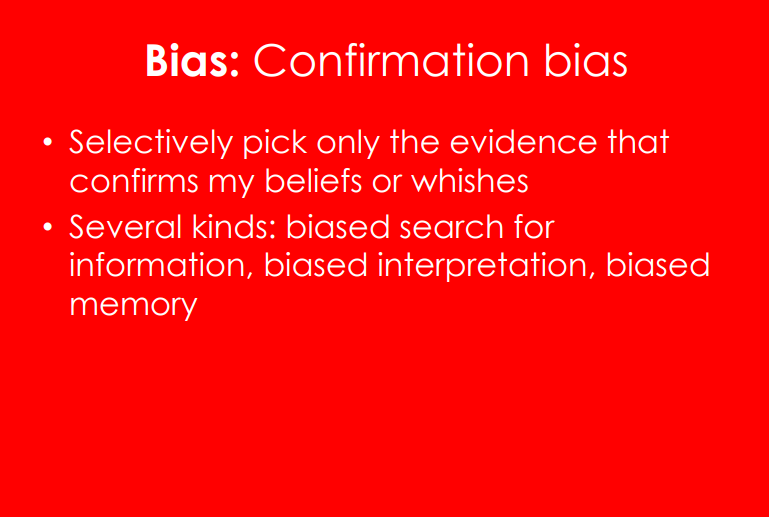 Bias: Confirmation bias
• Selectively pick only the evidence that
confirms my beliefs or whishes
• Several kinds: biased search for
information, biased interpretation, biased
memory